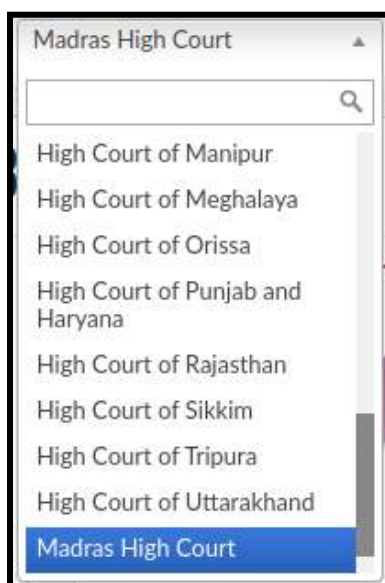 Madras High Court
High Court of Manipur
High Court of Meghalaya
High Court of Orissa
High Court of Punjab and
Haryana
High Court of Rajasthan
High Court of Sikkim
High Court of Tripura
High Court of Uttarakhand
Madras High Court